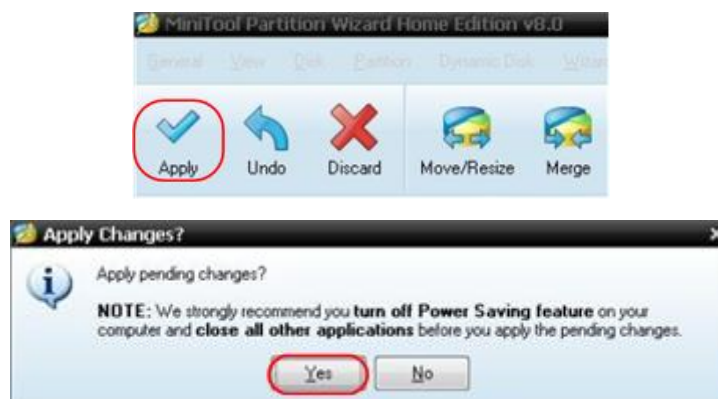 MiniTool Partition Wizard Home Edition v8.0
General View Disk Partition Dynamic Disk
Apply Undo Discard Move/Resize Merge
Apply Changes?
Apply pending changes?
NOTE: We strongly recommend you turn off Power Saving feature on your
computer and close all other applications before you apply the pending changes.
Yes No